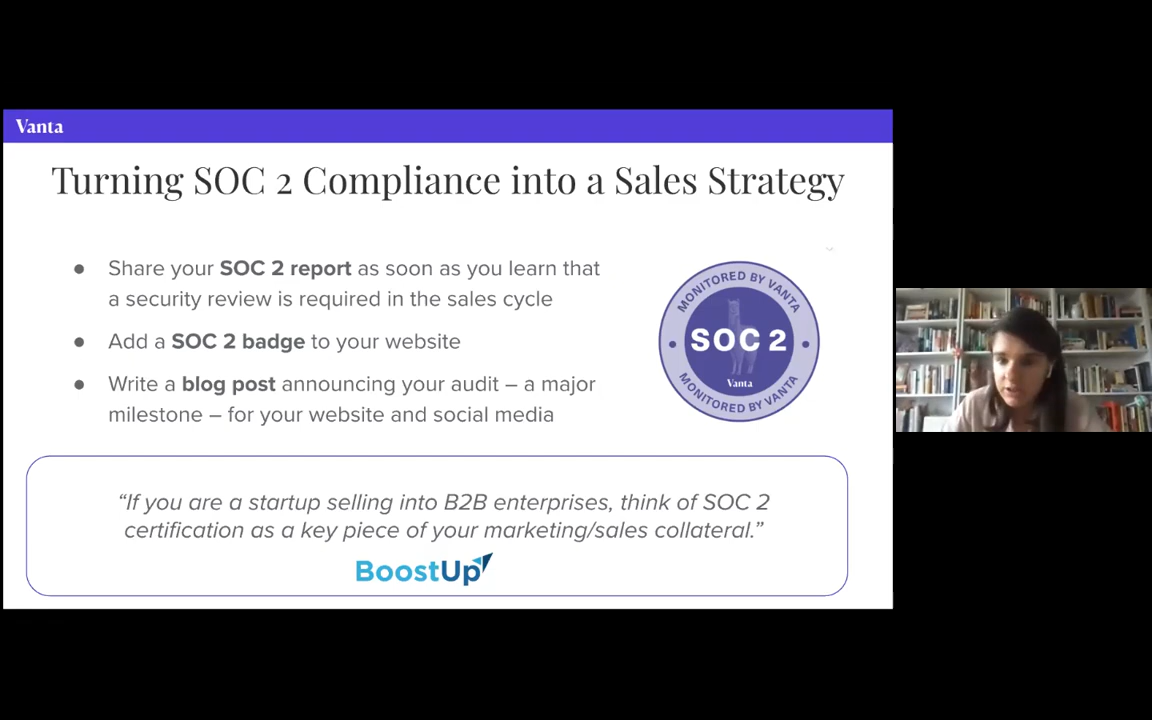 Vanta
Turning SOC 2 Compliance into a Sales Strategy
● Share your SOC 2 report as soon as you learn that
a security review is required in the sales cycle
● Add a SOC 2 badge to your website
● Write a blog post announcing your audit – a major
milestone – for your website and social media
MONITORED BY VANTA
SOC 2
Vanta
MONITORED BY VANTA
“If you are a startup selling into B2B enterprises, think of SOC 2
certification as a key piece of your marketing/sales collateral.”
BoostUp